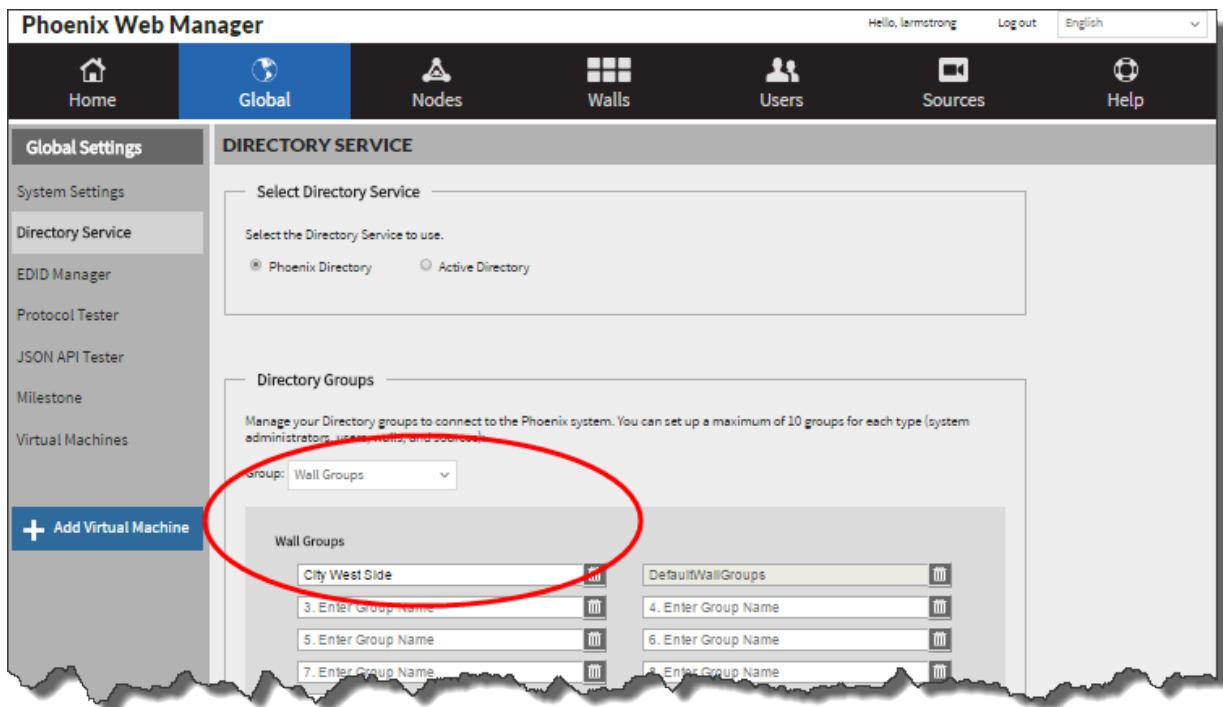 Phoenix Web Manager
Hello, larmstrong Log out English
Home Global Nodes Walls Users Sources Help
Global Settings
DIRECTORY SERVICE
System Settings
Directory Service
EDID Manager
Protocol Tester
JSON API Tester
Milestone
Virtual Machines
Add Virtual Machine
Select Directory Service
Select the Directory Service to use.
Phoenix Directory Active Directory
Directory Groups
Manage your Directory groups to connect to the Phoenix system. You can set up a maximum of 10 groups for each type (system
administrators, users, walls, and sources).
Group: Wall Groups
Wall Groups
City West Side DefaultWallGroups
3. Enter Group Name 4. Enter Group Name
5. Enter Group Name 6. Enter Group Name
7. Enter Group Name 8. Enter Group Name